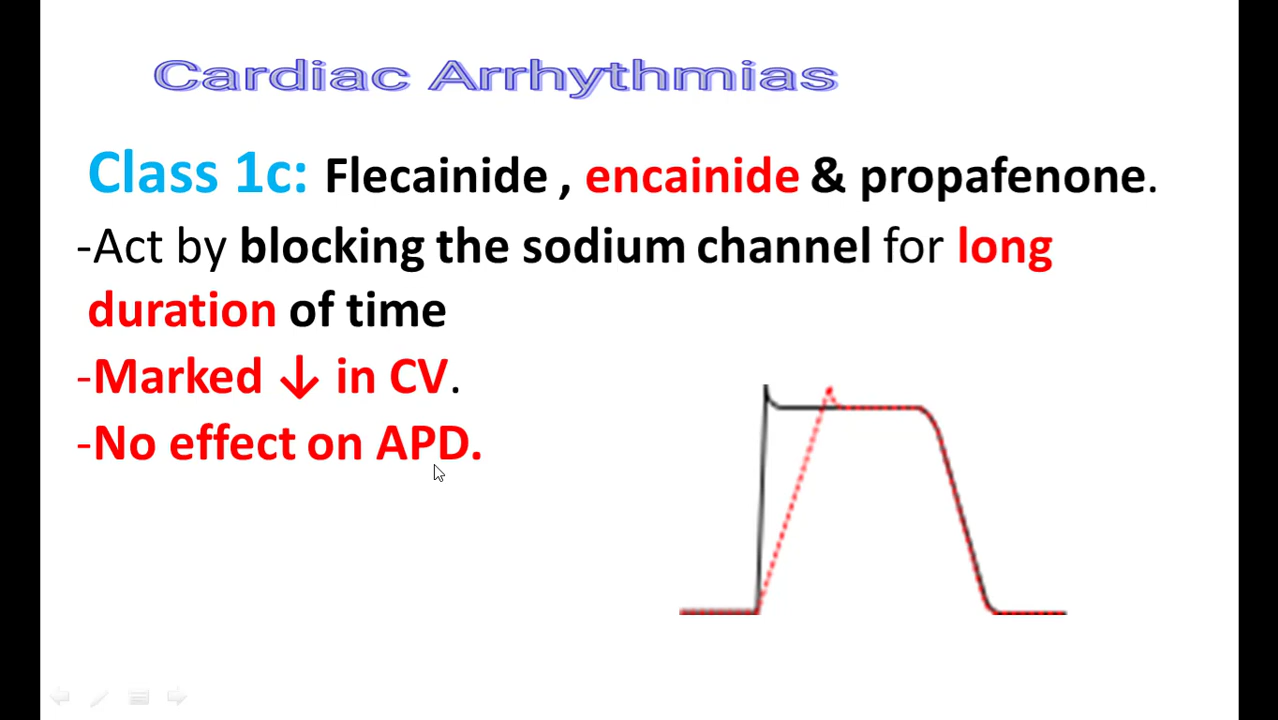 Cardiac Arrhythmias
Class 1c: Flecainide , encainide & propafenone.
-Act by blocking the sodium channel for long
duration of time
-Marked ↓ in CV.
-No effect on APD.